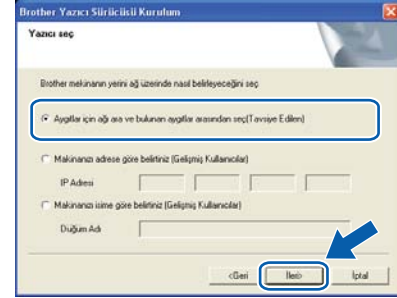 Brother Yazıcı Sürücüsü Kurulum
Yazıcı seç
Brother makinanın yerini ağ üzerinde nasıl belirleyeceğini seç
Aygıtlar için ağı ara ve bulunan aygıtlar arasından seç(Tavsiye Edilen)
Makinanızı adrese göre belirtiniz (Gelişmiş Kullanıcılar)
IP Adresi
Makinanızı isime göre belirtiniz (Gelişmiş Kullanıcılar)
Düğüm Adı
<Geri İleri> İptal